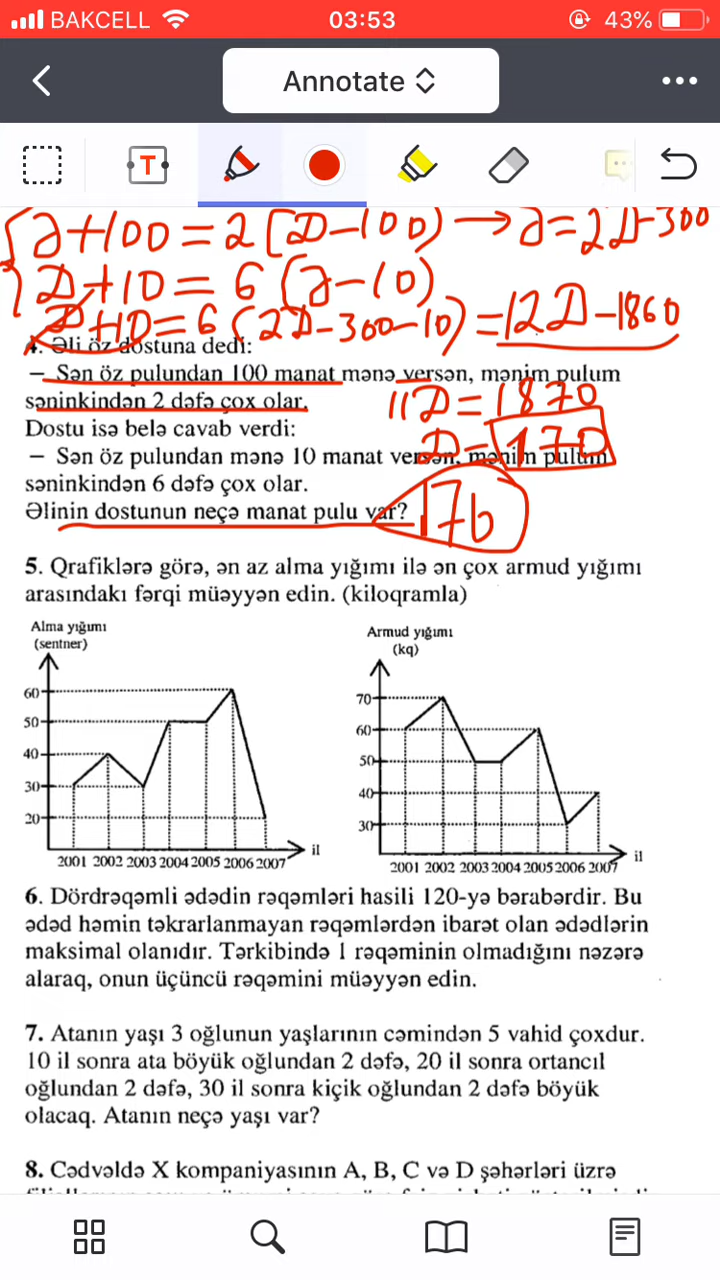 BAKCELL 03:53 43%
Annotate
T
ə+100=2(D-100)→ə=2D-300
D+10=6(ə-10)
D+10=6(2D-300-10)=12D-1860
4. Əli öz dostuna dedi:
– Sən öz pulundan 100 manat mənə versən, mənim pulum
səninkindən 2 dəfə çox olar.
11D=1870
Dostu isə belə cavab verdi:
D=170
– Sən öz pulundan mənə 10 manat versən, mənim pulum
səninkindən 6 dəfə çox olar.
Əlinin dostunun neçə manat pulu var?
170
5. Qrafiklərə görə, ən az alma yığımı ilə ən çox armud yığımı
arasındakı fərqi müəyyən edin. (kiloqramla)
Alma yığımı
(sentner)
60
50
40
30
20
2001 2002 2003 2004 2005 2006 2007
il
Armud yığımı
(kq)
70
60
50
40
30
2001 2002 2003 2004 2005 2006 2007
il
6. Dördrəqəmli ədədin rəqəmləri hasili 120-yə bərabərdir. Bu
ədəd həmin təkrarlanmayan rəqəmlərdən ibarət olan ədədlərin
maksimal olanıdır. Tərkibində 1 rəqəminin olmadığını nəzərə
alaraq, onun üçüncü rəqəmini müəyyən edin.
7. Atanın yaşı 3 oğlunun yaşlarının cəmindən 5 vahid çoxdur.
10 il sonra ata böyük oğlundan 2 dəfə, 20 il sonra ortancıl
oğlundan 2 dəfə, 30 il sonra kiçik oğlundan 2 dəfə böyük
olacaq. Atanın neçə yaşı var?
8. Cədvəldə X kompaniyasının A, B, C və D şəhərləri üzrə